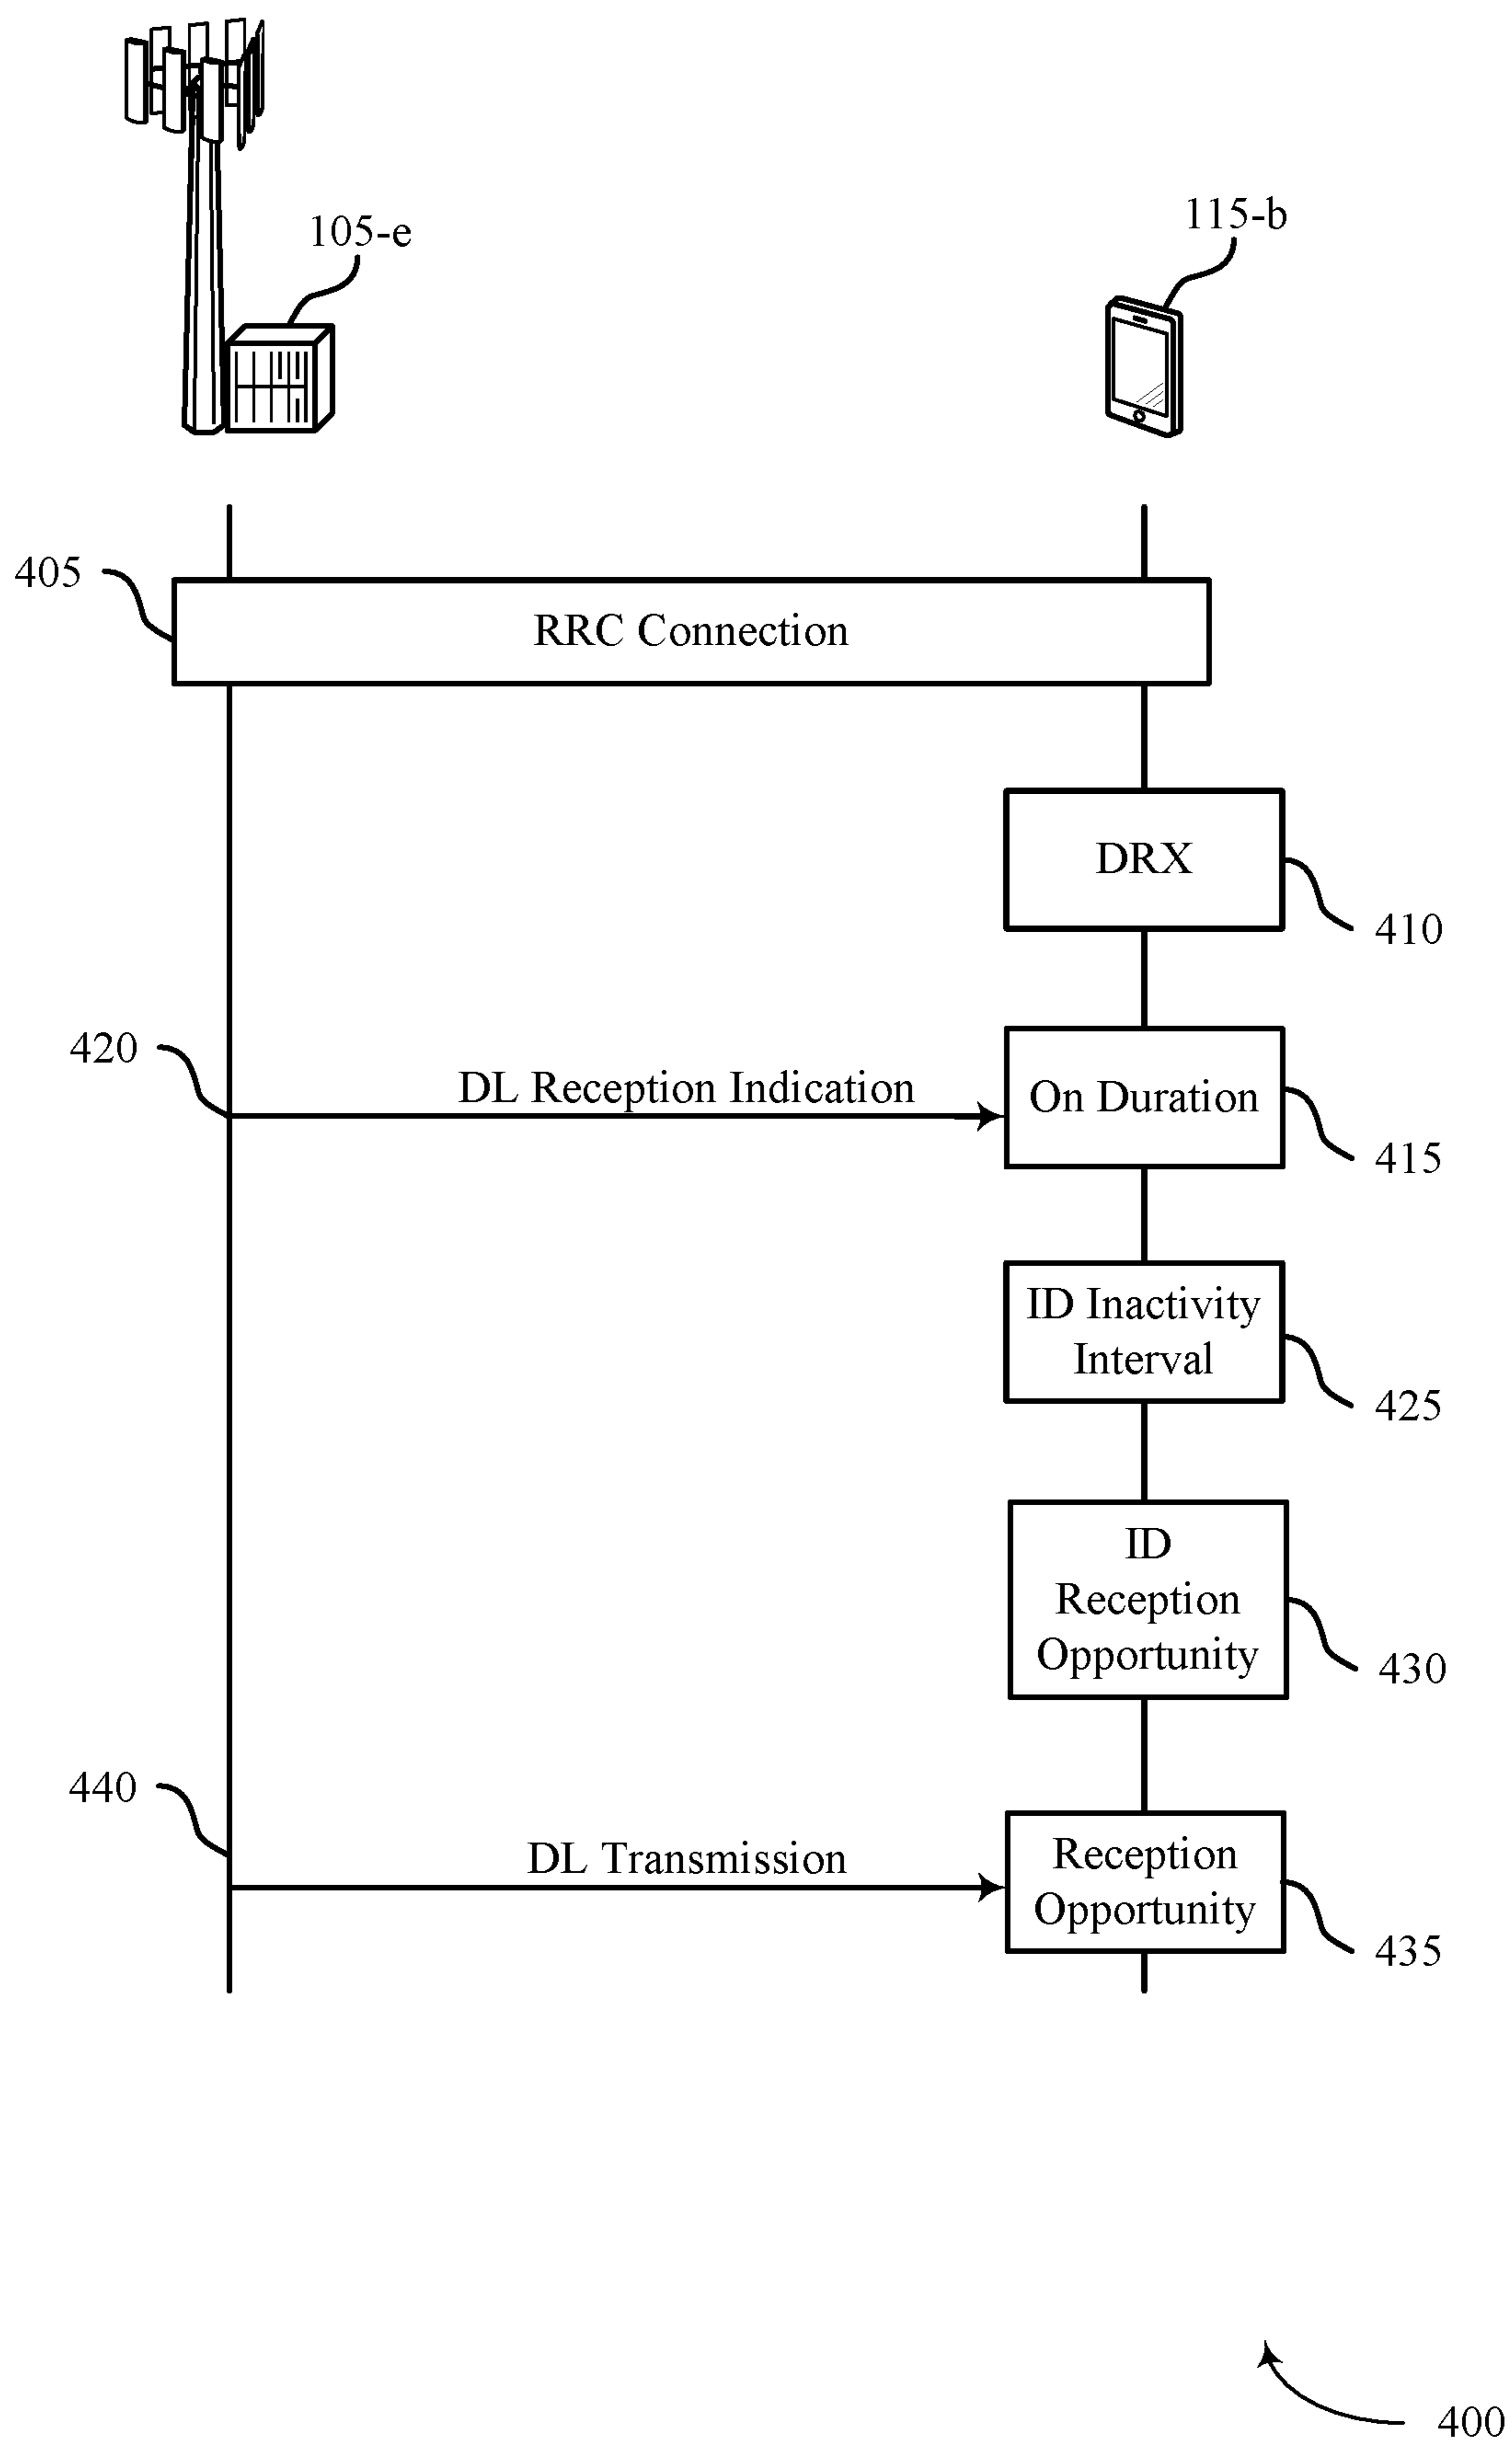 105-e
115-b
405
RRC Connection
DRX
410
420
DL Reception Indication
On Duration
415
ID Inactivity
Interval
425
ID
Reception
Opportunity
430
440
DL Transmission
Reception
Opportunity
435
400